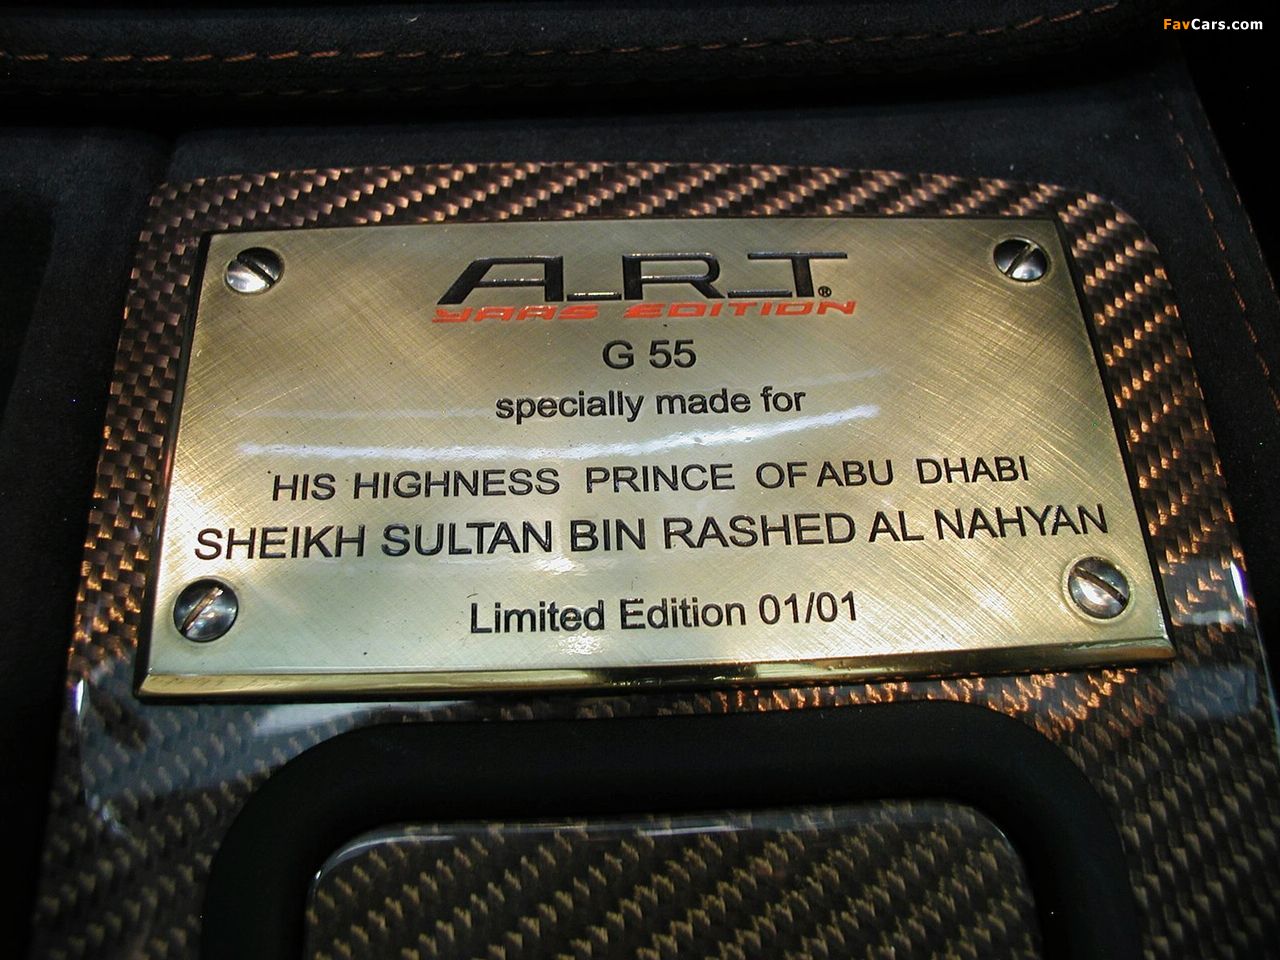 FavCars.com
A.R.T®
YAAS EDITION
G 55
specially made for
HIS HIGHNESS PRINCE OF ABU DHABI
SHEIKH SULTAN BIN RASHED AL NAHYAN
Limited Edition 01/01